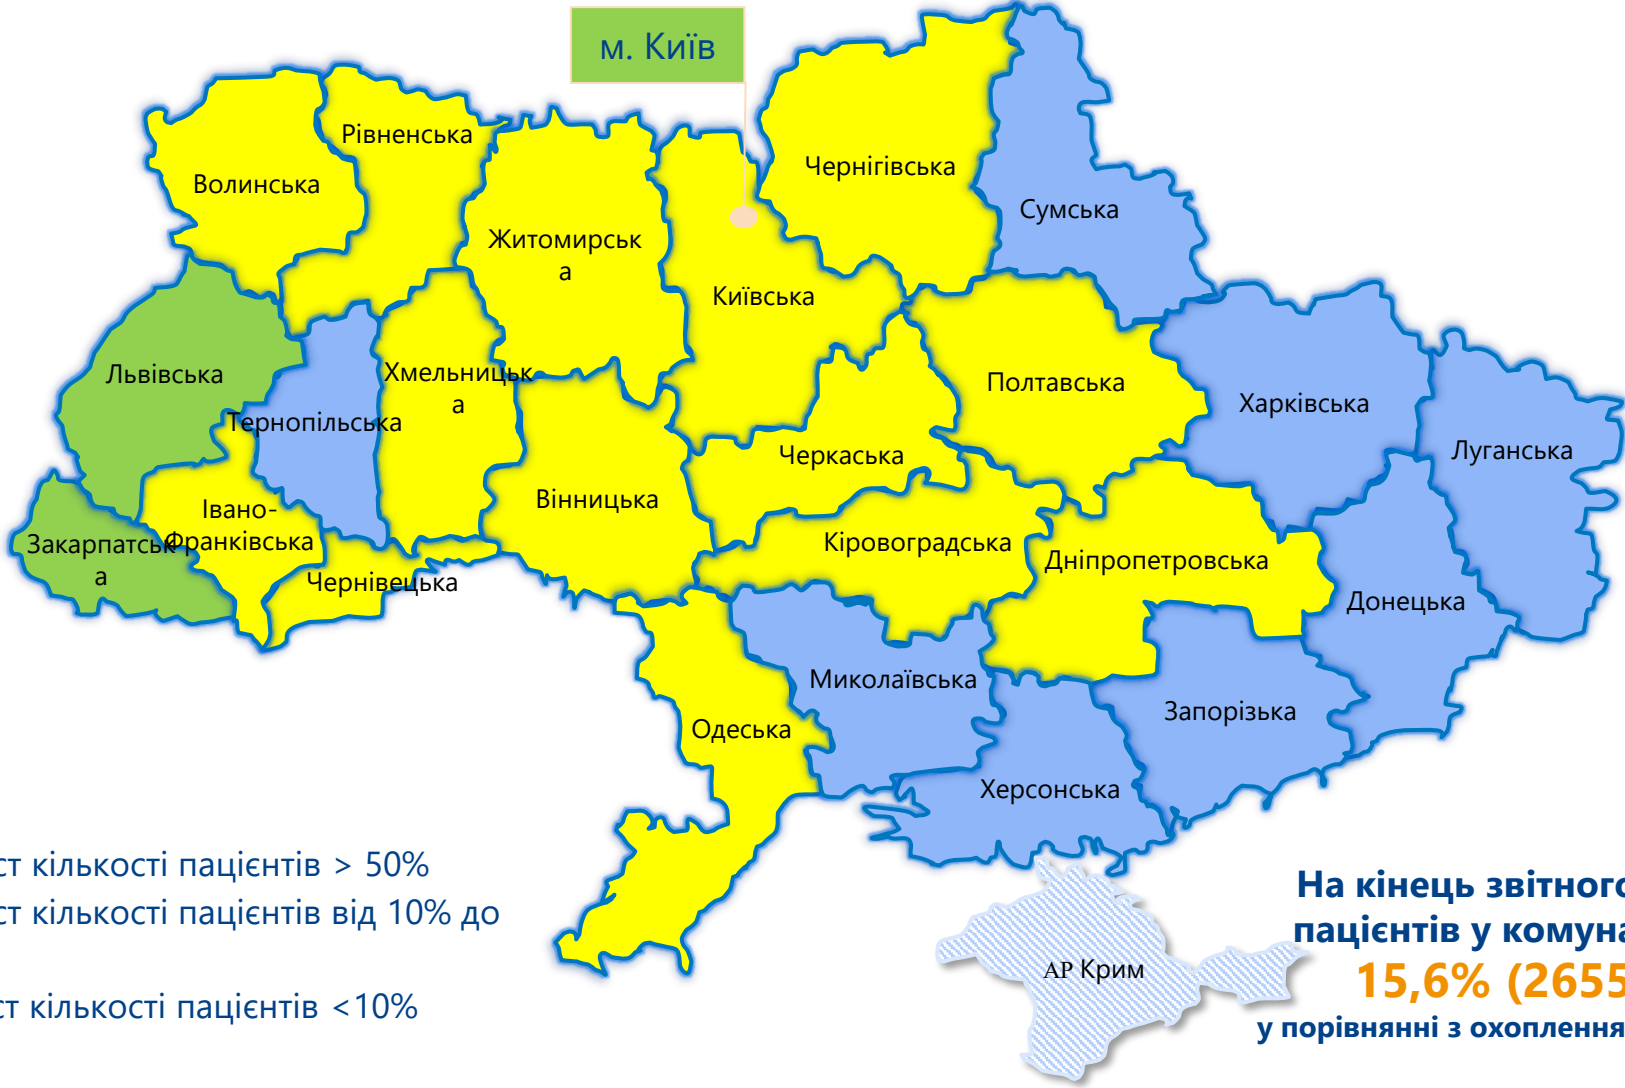 м. Київ
Рівненська
Волинська
Чернігівська
Сумська
Житомирськ
а
Київська
Львівська
Хмельницьк
а
Тернопільська
Полтавська
Харківська
Луганська
Черкаська
Вінницька
Івано-
Франківська
Закарпатськ
а
Чернівецька
Кіровоградська
Дніпропетровська
Донецька
Миколаївська
Запорізька
Одеська
Херсонська
АР Крим
ст кількості пацієнтів > 50%
ст кількості пацієнтів від 10% до
ст кількості пацієнтів <10%
На кінець звітного
пацієнтів у комуна
15,6% (2655
у порівнянні з охоплення